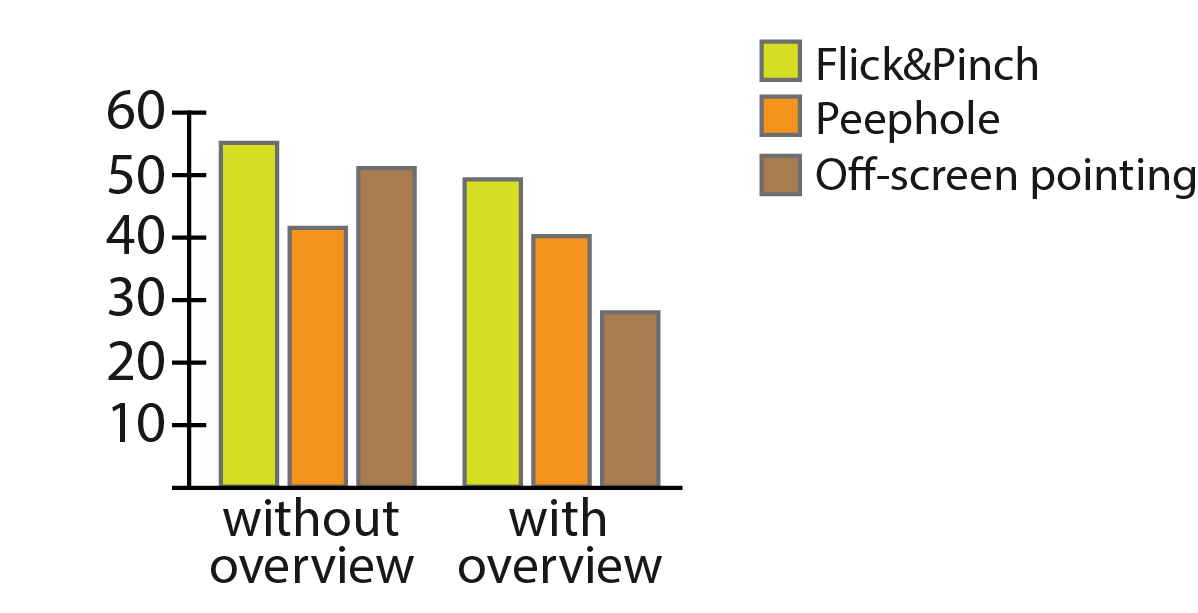 Flick&Pinch
Peephole
Off-screen pointing
60
50
40
30
20
10
without
overview
with
overview